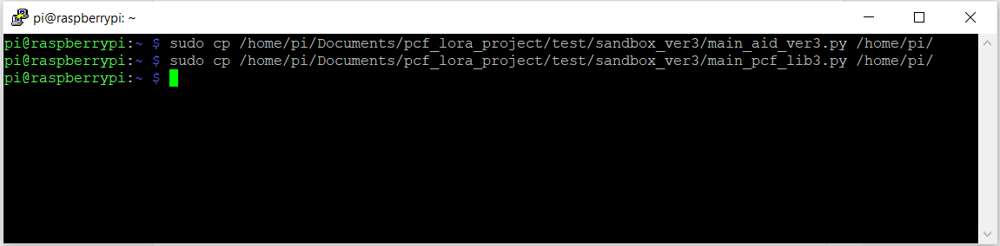 pi@raspberrypi: ~
pi@raspberrypi:~ $ sudo cp /home/pi/Documents/pcf_lora_project/test/sandbox_ver3/main_aid_ver3.py /home/pi/
pi@raspberrypi:~ $ sudo cp /home/pi/Documents/pcf_lora_project/test/sandbox_ver3/main_pcf_lib3.py /home/pi/
pi@raspberrypi:~ $